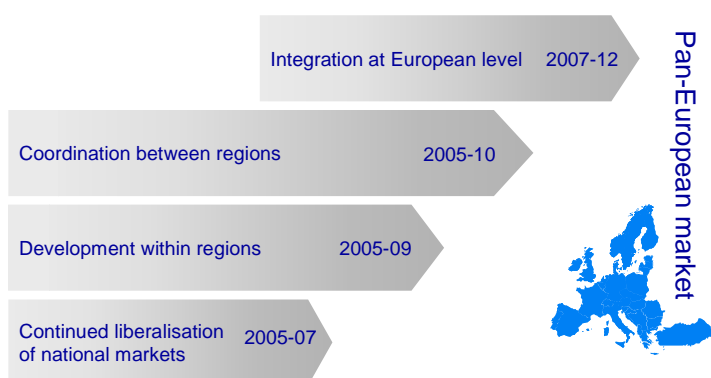 Integration at European level 2007-12
Coordination between regions 2005-10
Development within regions 2005-09
Continued liberalisation 2005-07
of national markets
Pan-European market